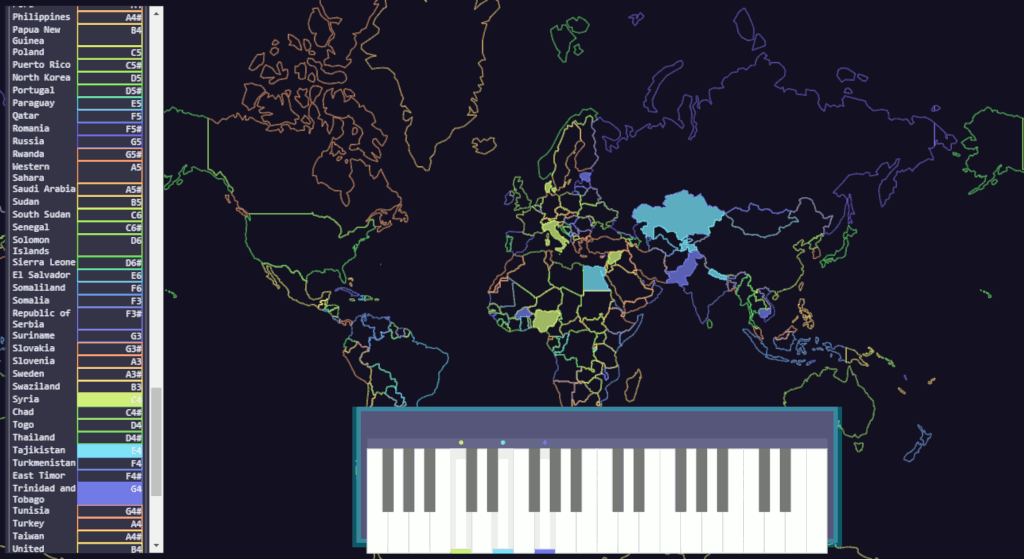 Philippines A4#
Papua New B4
Guinea
Poland C5
Puerto Rico C5#
North Korea D5
Portugal D5#
Paraguay E5
Qatar F5
Romania F5#
Russia G5
Rwanda G5#
Western A5
Sahara
Saudi Arabia A5#
Sudan B5
South Sudan C6
Senegal C6#
Solomon D6
Islands
Sierra Leone D6#
El Salvador E6
Somaliland F6
Somalia F3
Republic of F3#
Serbia
Suriname G3
Slovakia G3#
Slovenia A3
Sweden A3#
Swaziland B3
Syria C4
Chad C4#
Togo D4
Thailand D4#
Tajikistan E4
Turkmenistan F4
East Timor F4#
Trinidad and G4
Tobago
Tunisia G4#
Turkey A4
Taiwan A4#
United B4